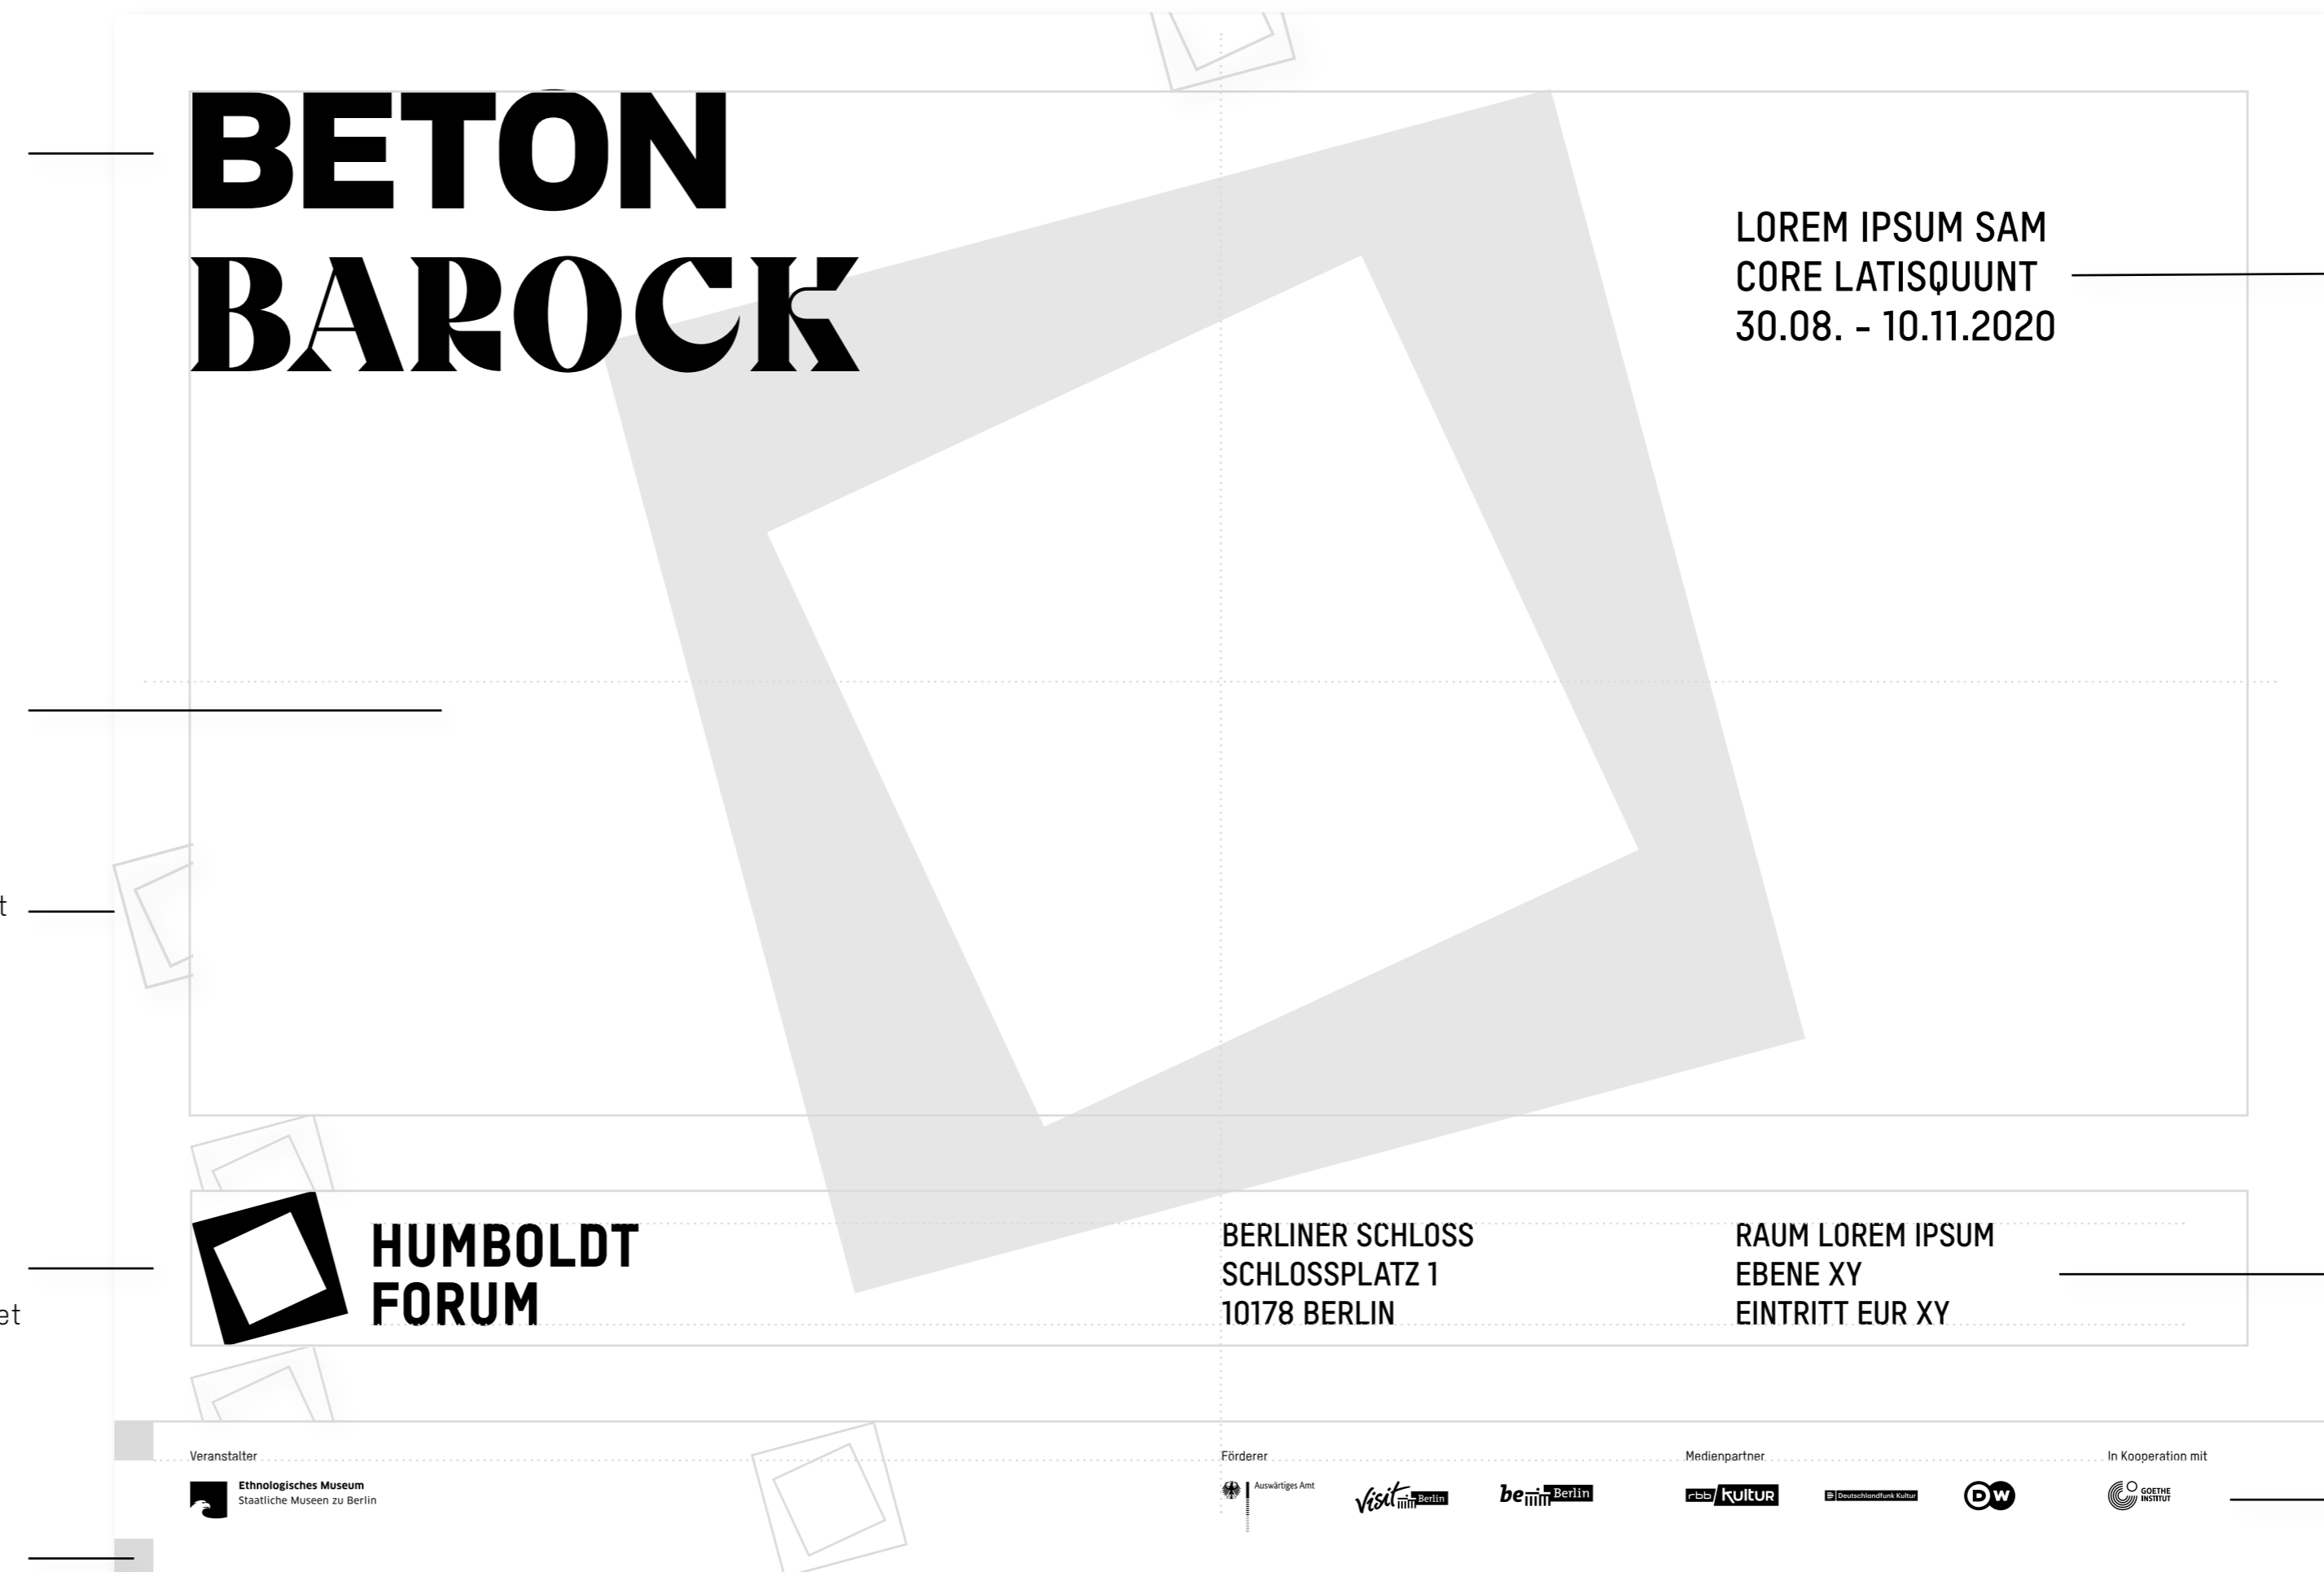 BETON
BAROCK
LOREM IPSUM SAM
CORE LATISQUUNT
30.08. - 10.11.2020
t
et
HUMBOLDT
FORUM
BERLINER SCHLOSS
SCHLOSSPLATZ 1
10178 BERLIN
RAUM LOREM IPSUM
EBENE XY
EINTRITT EUR XY
Veranstalter
Ethnologisches Museum
Staatliche Museen zu Berlin
Förderer
Auswärtiges Amt
visit Berlin
be Berlin
Medienpartner
rbb kultur
Deutschlandfunk Kultur
DW
In Kooperation mit
GOETHE
INSTITUT